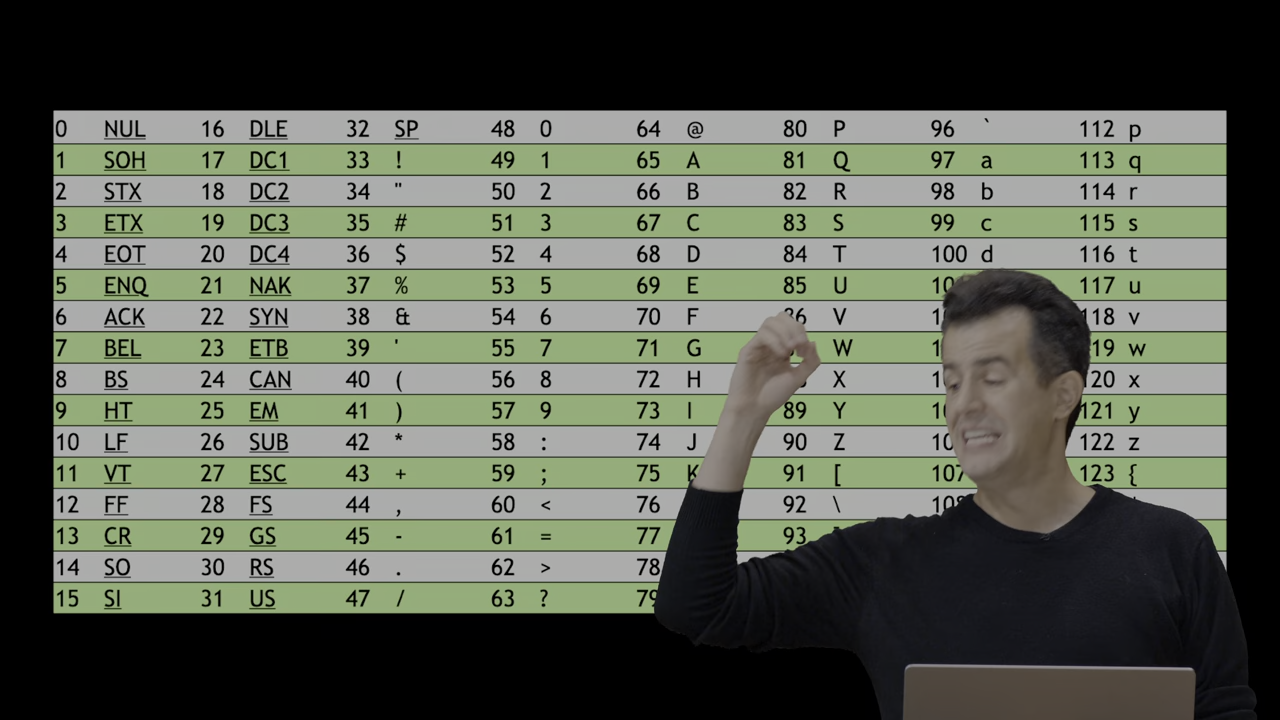 0 NUL 16 DLE 32 SP 48 0 64 @ 80 P 96 ` 112 p
1 SOH 17 DC1 33 ! 49 1 65 A 81 Q 97 a 113 q
2 STX 18 DC2 34 " 50 2 66 B 82 R 98 b 114 r
3 ETX 19 DC3 35 # 51 3 67 C 83 S 99 c 115 s
4 EOT 20 DC4 36 $ 52 4 68 D 84 T 100 d 116 t
5 ENQ 21 NAK 37 % 53 5 69 E 85 U 117 u
6 ACK 22 SYN 38 & 54 6 70 F 86 V 118 v
7 BEL 23 ETB 39 ' 55 7 71 G W 119 w
8 BS 24 CAN 40 ( 56 8 72 H X 120 x
9 HT 25 EM 41 ) 57 9 73 I 89 Y 121 y
10 LF 26 SUB 42 * 58 : 74 J 90 Z 122 z
11 VT 27 ESC 43 + 59 ; 75 K 91 [ 107 123 {
12 FF 28 FS 44 , 60 < 76 92 \ 108
13 CR 29 GS 45 - 61 = 77 93
14 SO 30 RS 46 . 62 > 78
15 SI 31 US 47 / 63 ? 79